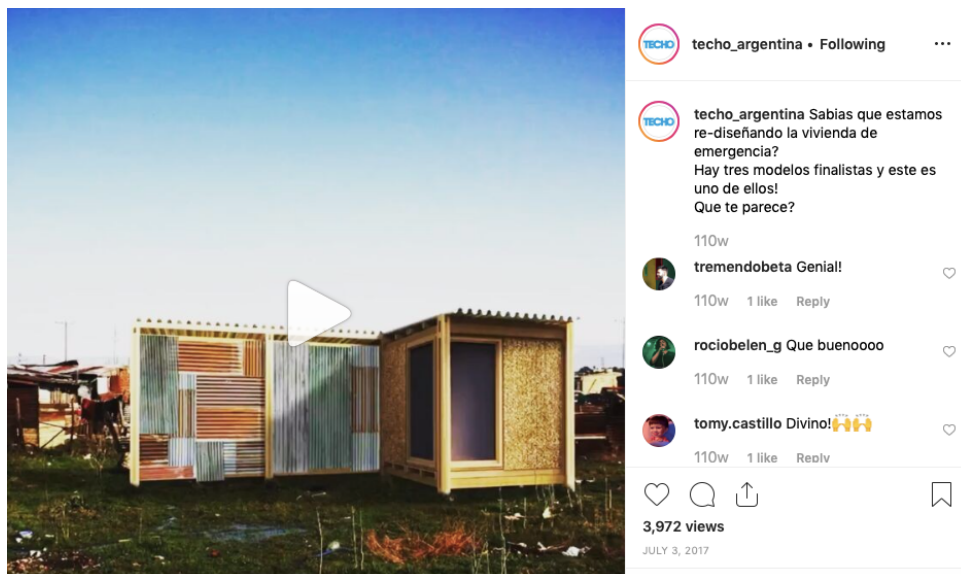 TECHO
techo_argentina • Following
TECHO
techo_argentina Sabias que estamos
re-diseñando la vivienda de
emergencia?
Hay tres modelos finalistas y este es
uno de ellos!
Que te parece?
110w
tremendobeta Genial!
110w 1 like Reply
rociobelen_g Que buenoooo
110w 1 like Reply
tomy.castillo Divino!🙌🙌
110w 1 like Reply
3,972 views
JULY 3, 2017